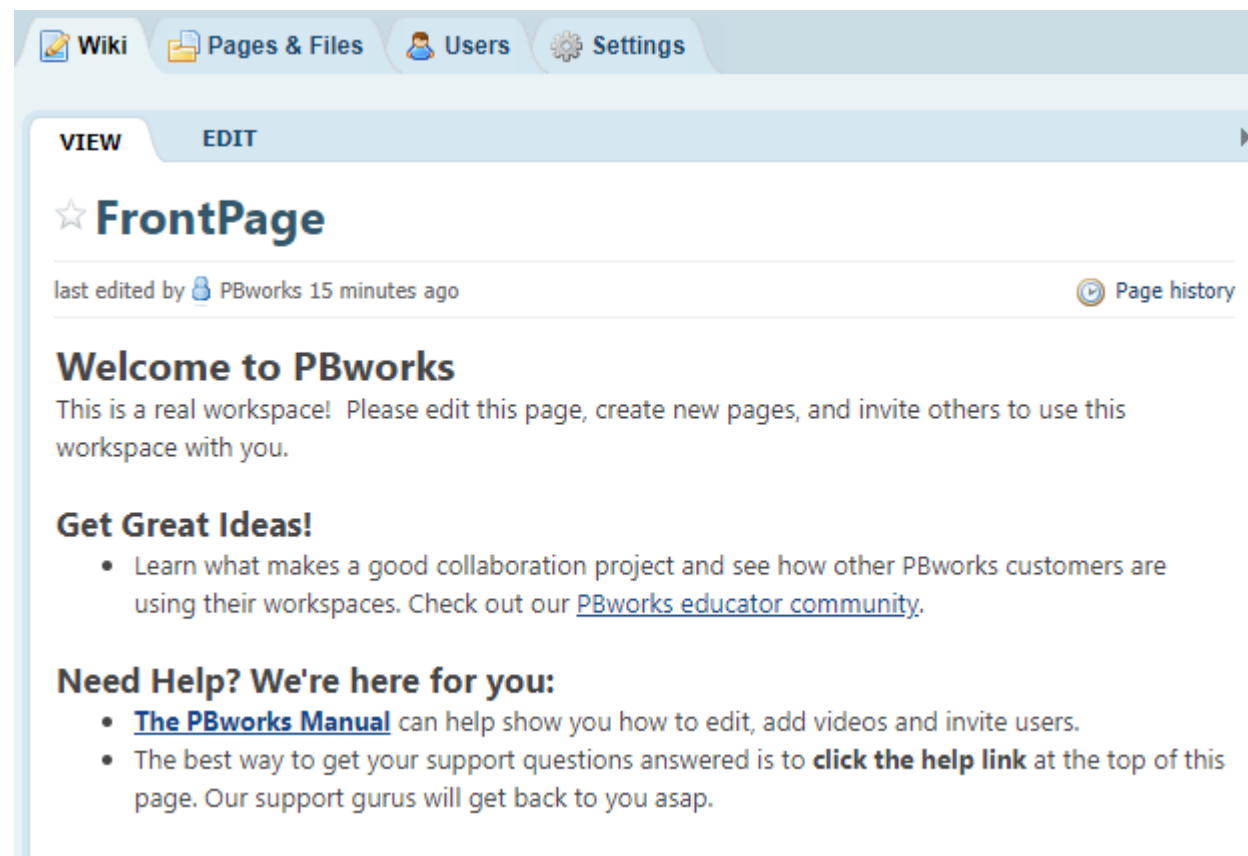 Wiki Pages & Files Users Settings
VIEW EDIT
FrontPage
last edited by PBworks 15 minutes ago Page history
Welcome to PBworks
This is a real workspace!  Please edit this page, create new pages, and invite others to use this
workspace with you.
Get Great Ideas!
• Learn what makes a good collaboration project and see how other PBworks customers are
using their workspaces. Check out our PBworks educator community.
Need Help? We're here for you:
• The PBworks Manual can help show you how to edit, add videos and invite users.
• The best way to get your support questions answered is to click the help link at the top of this
page. Our support gurus will get back to you asap.